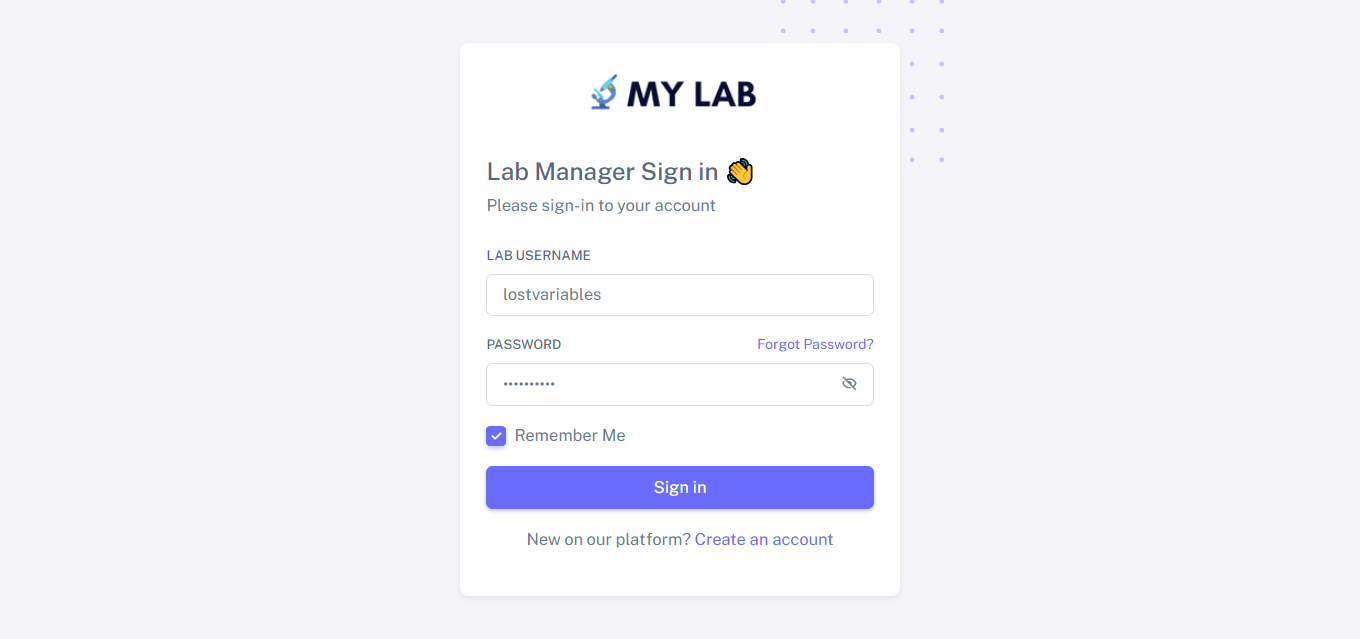 MY LAB
Lab Manager Sign in 👋
Please sign-in to your account
LAB USERNAME
lostvariables
PASSWORD Forgot Password?
••••••••••
Remember Me
Sign in
New on our platform? Create an account